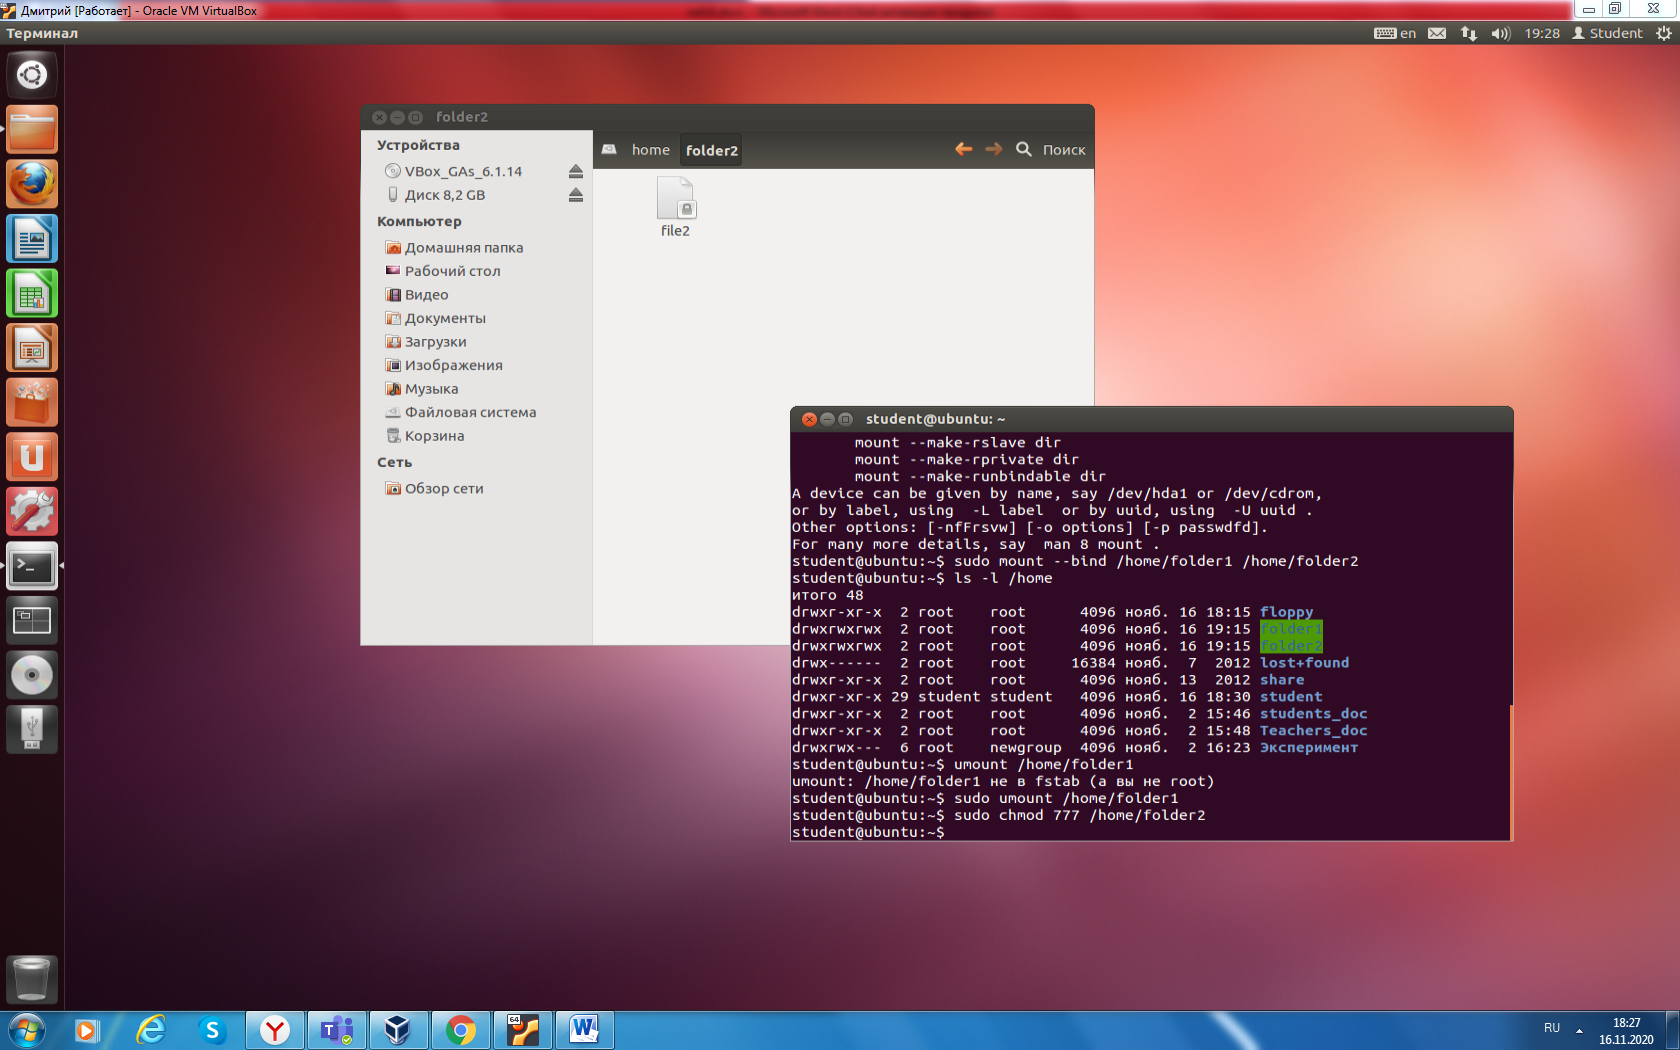 Дмитрий [Работает] - Oracle VM VirtualBox
Терминал
en
19:28
Student
folder2
Устройства
VBox_GAs_6.1.14
Диск 8,2 GB
Компьютер
Домашняя папка
Рабочий стол
Видео
Документы
Загрузки
Изображения
Музыка
Файловая система
Корзина
Сеть
Обзор сети
home
folder2
Поиск
file2
student@ubuntu: ~
mount --make-rslave dir
mount --make-rprivate dir
mount --make-runbindable dir
A device can be given by name, say /dev/hda1 or /dev/cdrom,
or by label, using  -L label  or by uuid, using  -U uuid .
Other options: [-nfFrsvw] [-o options] [-p passwdfd].
For many more details, say  man 8 mount .
student@ubuntu:~$ sudo mount --bind /home/folder1 /home/folder2
student@ubuntu:~$ ls -l /home
итого 48
drwxr-xr-x  2 root    root      4096 нояб. 16 18:15 floppy
drwxrwxrwx  2 root    root      4096 нояб. 16 19:15 folder1
drwxrwxrwx  2 root    root      4096 нояб. 16 19:15 folder2
drwx------  2 root    root     16384 нояб.  7  2012 lost+found
drwxr-xr-x  2 root    root      4096 нояб. 13  2012 share
drwxr-xr-x 29 student student   4096 нояб. 16 18:30 student
drwxr-xr-x  2 root    root      4096 нояб.  2 15:46 students_doc
drwxr-xr-x  2 root    root      4096 нояб.  2 15:48 Teachers_doc
drwxrwx---  6 root    newgroup  4096 нояб.  2 16:23 Эксперимент
student@ubuntu:~$ umount /home/folder1
umount: /home/folder1 не в fstab (а вы не root)
student@ubuntu:~$ sudo umount /home/folder1
student@ubuntu:~$ sudo chmod 777 /home/folder2
student@ubuntu:~$
64
RU
18:27
16.11.2020